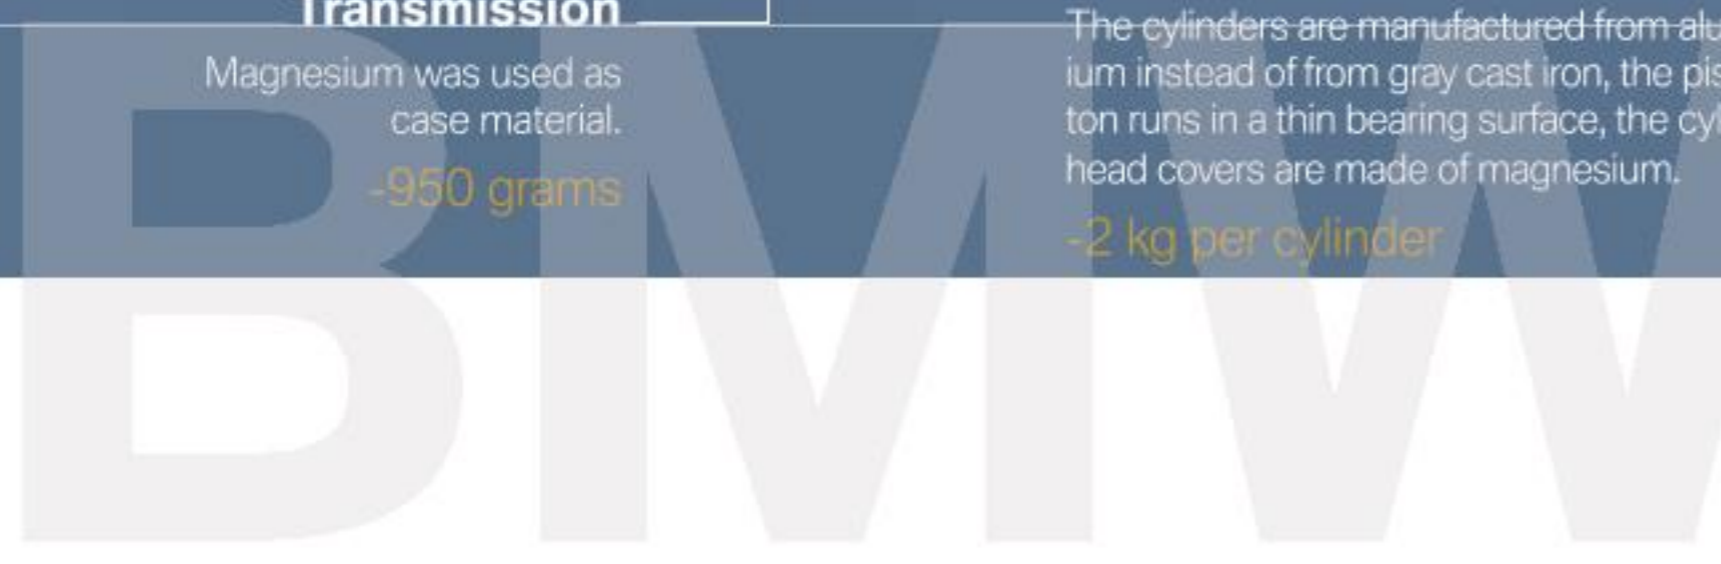 Transmission
Magnesium was used as
case material.
-950 grams
The cylinders are manufactured from alu
ium instead of from gray cast iron, the pis
ton runs in a thin bearing surface, the cyl
head covers are made of magnesium.
-2 kg per cylinder
BMW